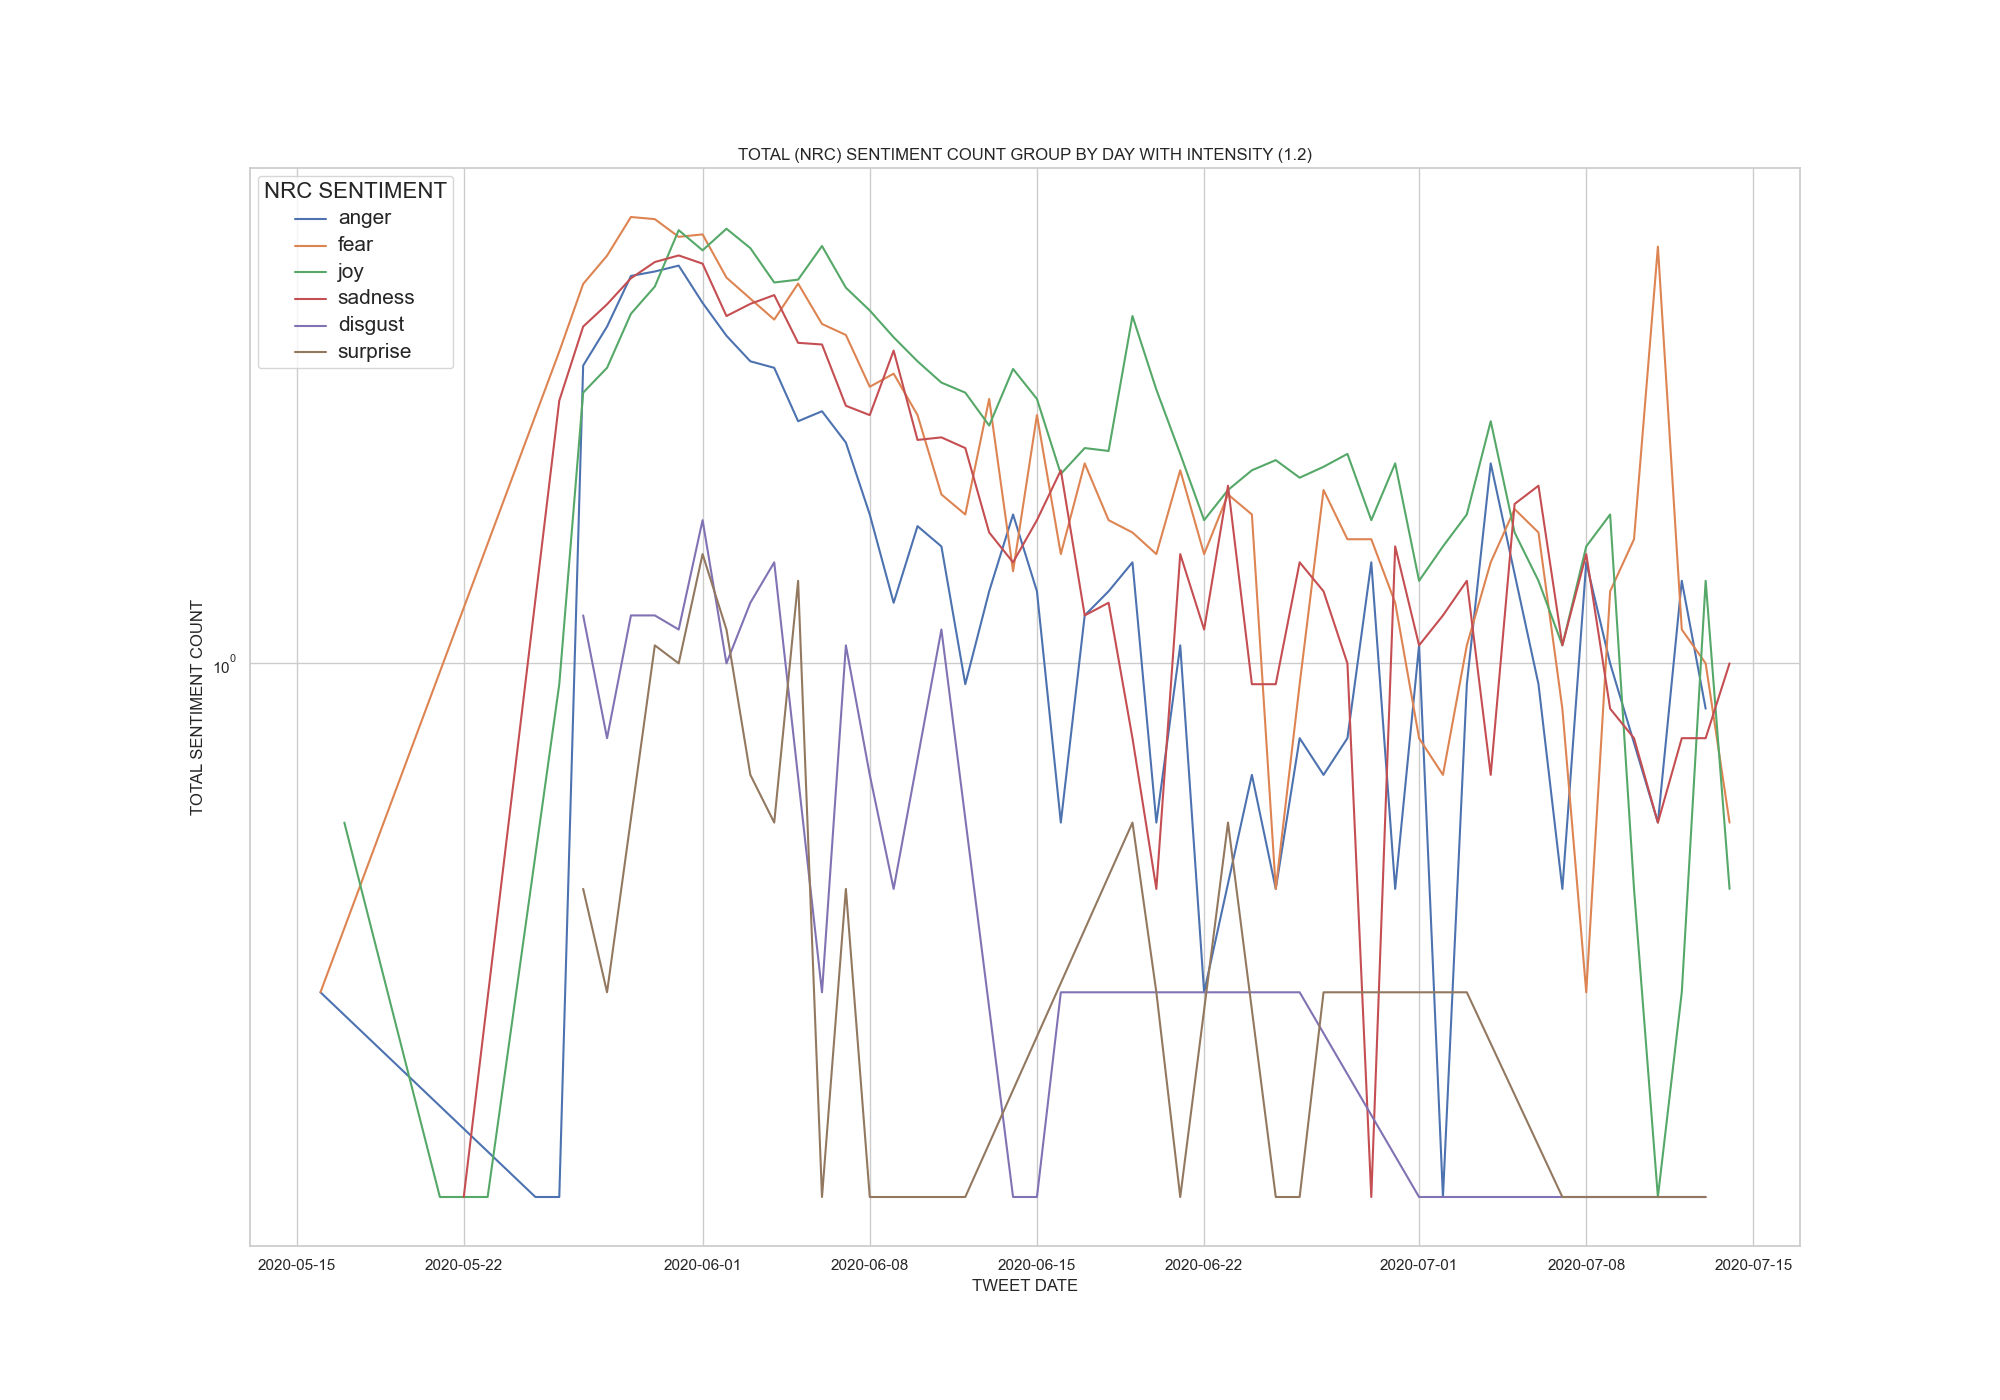 TOTAL (NRC) SENTIMENT COUNT GROUP BY DAY WITH INTENSITY (1.2)
NRC SENTIMENT
anger
fear
joy
sadness
disgust
surprise
TOTAL SENTIMENT COUNT
10⁰
2020-05-15 2020-05-22 2020-06-01 2020-06-08 2020-06-15 2020-06-22 2020-07-01 2020-07-08 2020-07-15
TWEET DATE